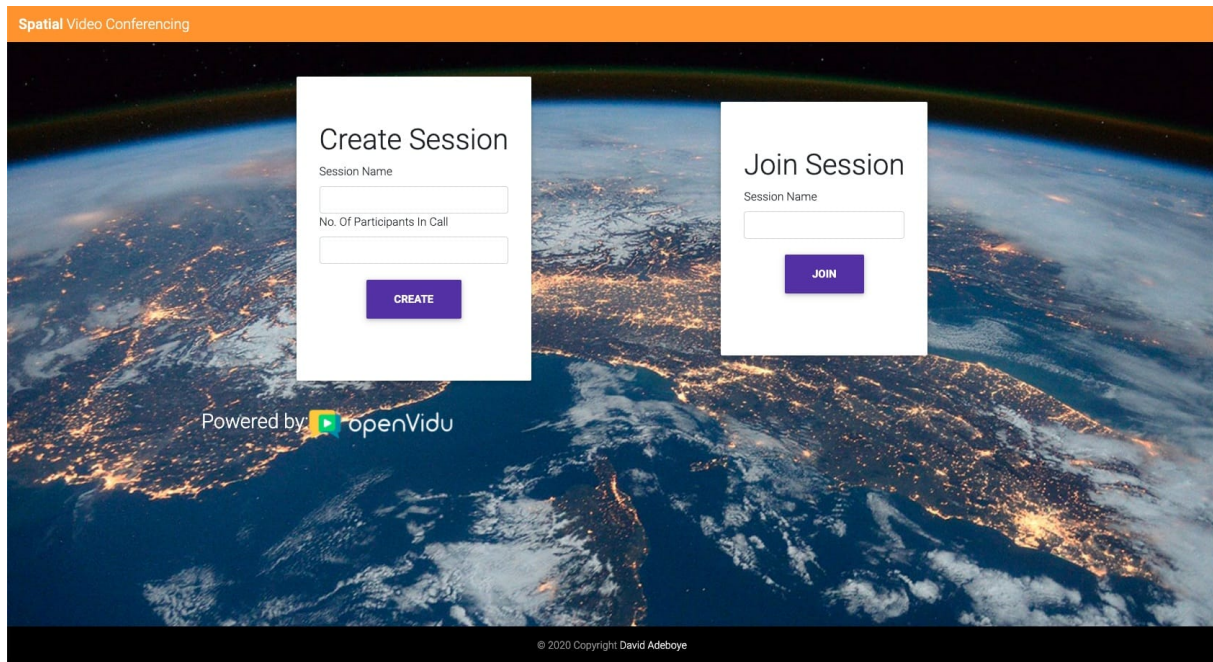 Spatial Video Conferencing
Create Session
Session Name
No. Of Participants In Call
CREATE
Join Session
Session Name
JOIN
Powered by: openVidu
© 2020 Copyright David Adeboye